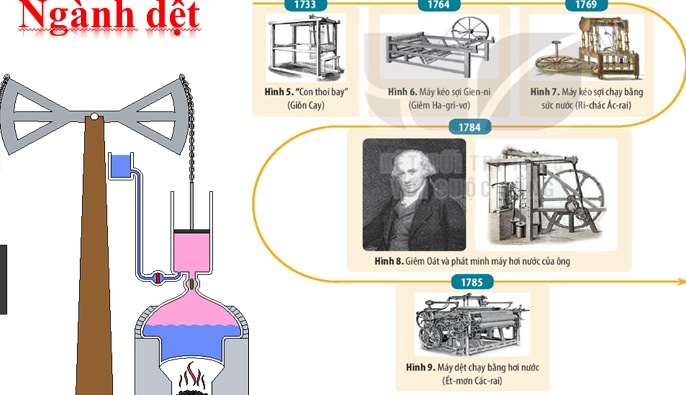 Ngành dệt
1733
1764
1769
Hình 5. "Con thoi bay"
(Giôn Cay)
Hình 6. Máy kéo sợi Gien-ni
(Giêm Ha-gri-vơ)
Hình 7. Máy kéo sợi chạy bằng
sức nước (Ri-chác Ác-rai)
1784
Hình 8. Giêm Oát và phát minh máy hơi nước của ông
1785
Hình 9. Máy dệt chạy bằng hơi nước
(Ét-mơn Các-rai)